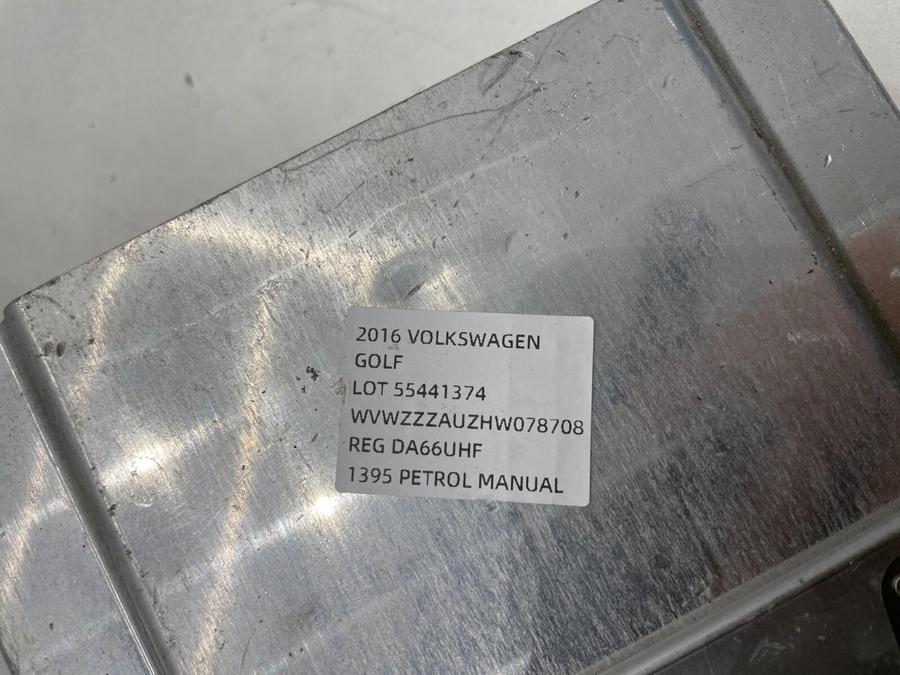 2016 VOLKSWAGEN
GOLF
LOT 55441374
WVWZZZAUZHW078708
REG DA66UHF
1395 PETROL MANUAL